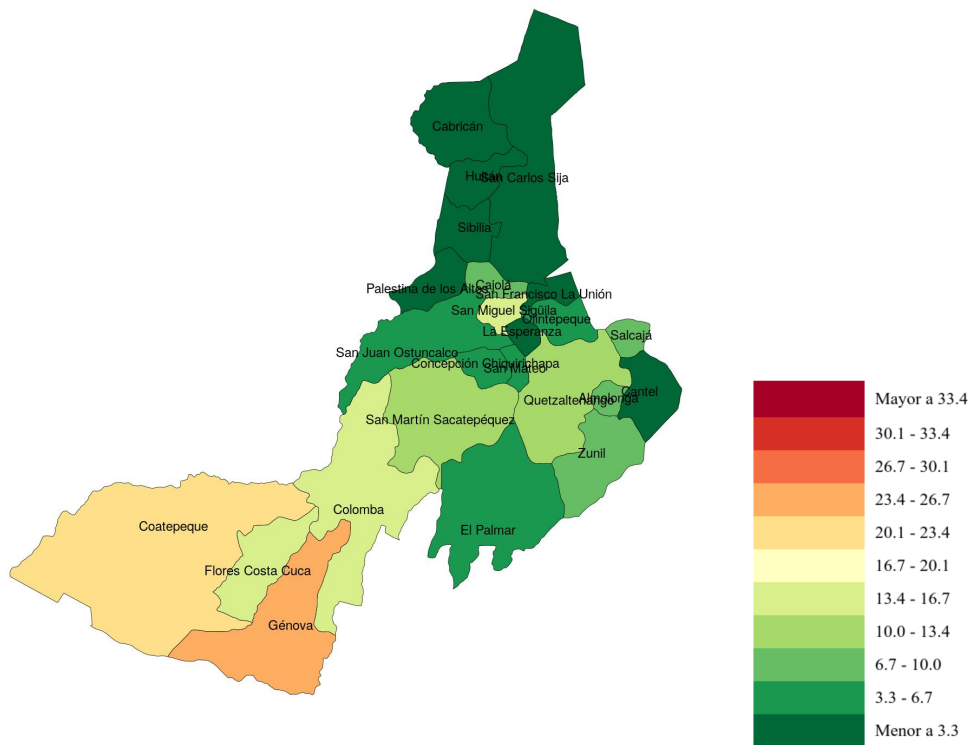 Cabricán
Huitán
San Carlos Sija
Sibilia
Cajolá
Palestina de los Altos
San Francisco La Unión
San Miguel Sigüila
Olintepeque
La Esperanza
Salcajá
San Juan Ostuncalco
Concepción Chiquirichapa
San Mateo
Cantel
Almolonga
Quetzaltenango
San Martín Sacatepéquez
Zunil
Colomba
Coatepeque
El Palmar
Flores Costa Cuca
Génova
Mayor a 33.4
30.1 - 33.4
26.7 - 30.1
23.4 - 26.7
20.1 - 23.4
16.7 - 20.1
13.4 - 16.7
10.0 - 13.4
6.7 - 10.0
3.3 - 6.7
Menor a 3.3